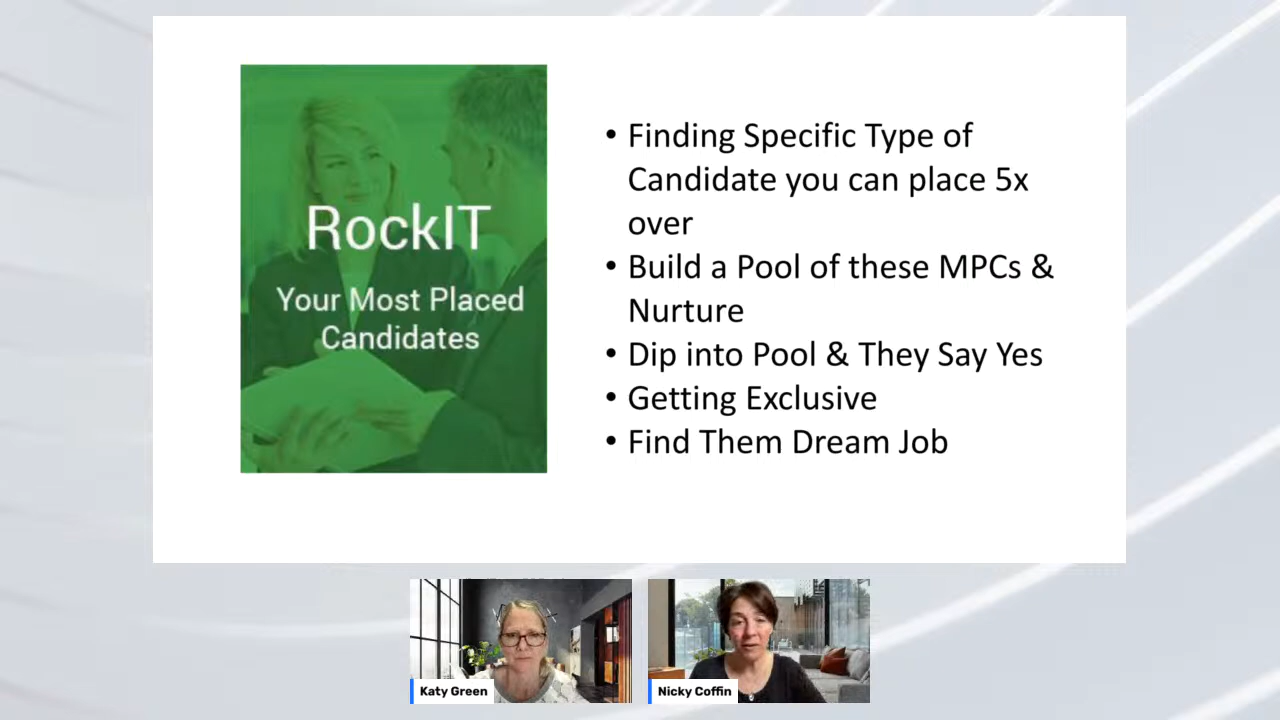 RockIT
Your Most Placed
Candidates
• Finding Specific Type of
Candidate you can place 5x
over
• Build a Pool of these MPCs &
Nurture
• Dip into Pool & They Say Yes
• Getting Exclusive
• Find Them Dream Job
Katy Green
Nicky Coffin